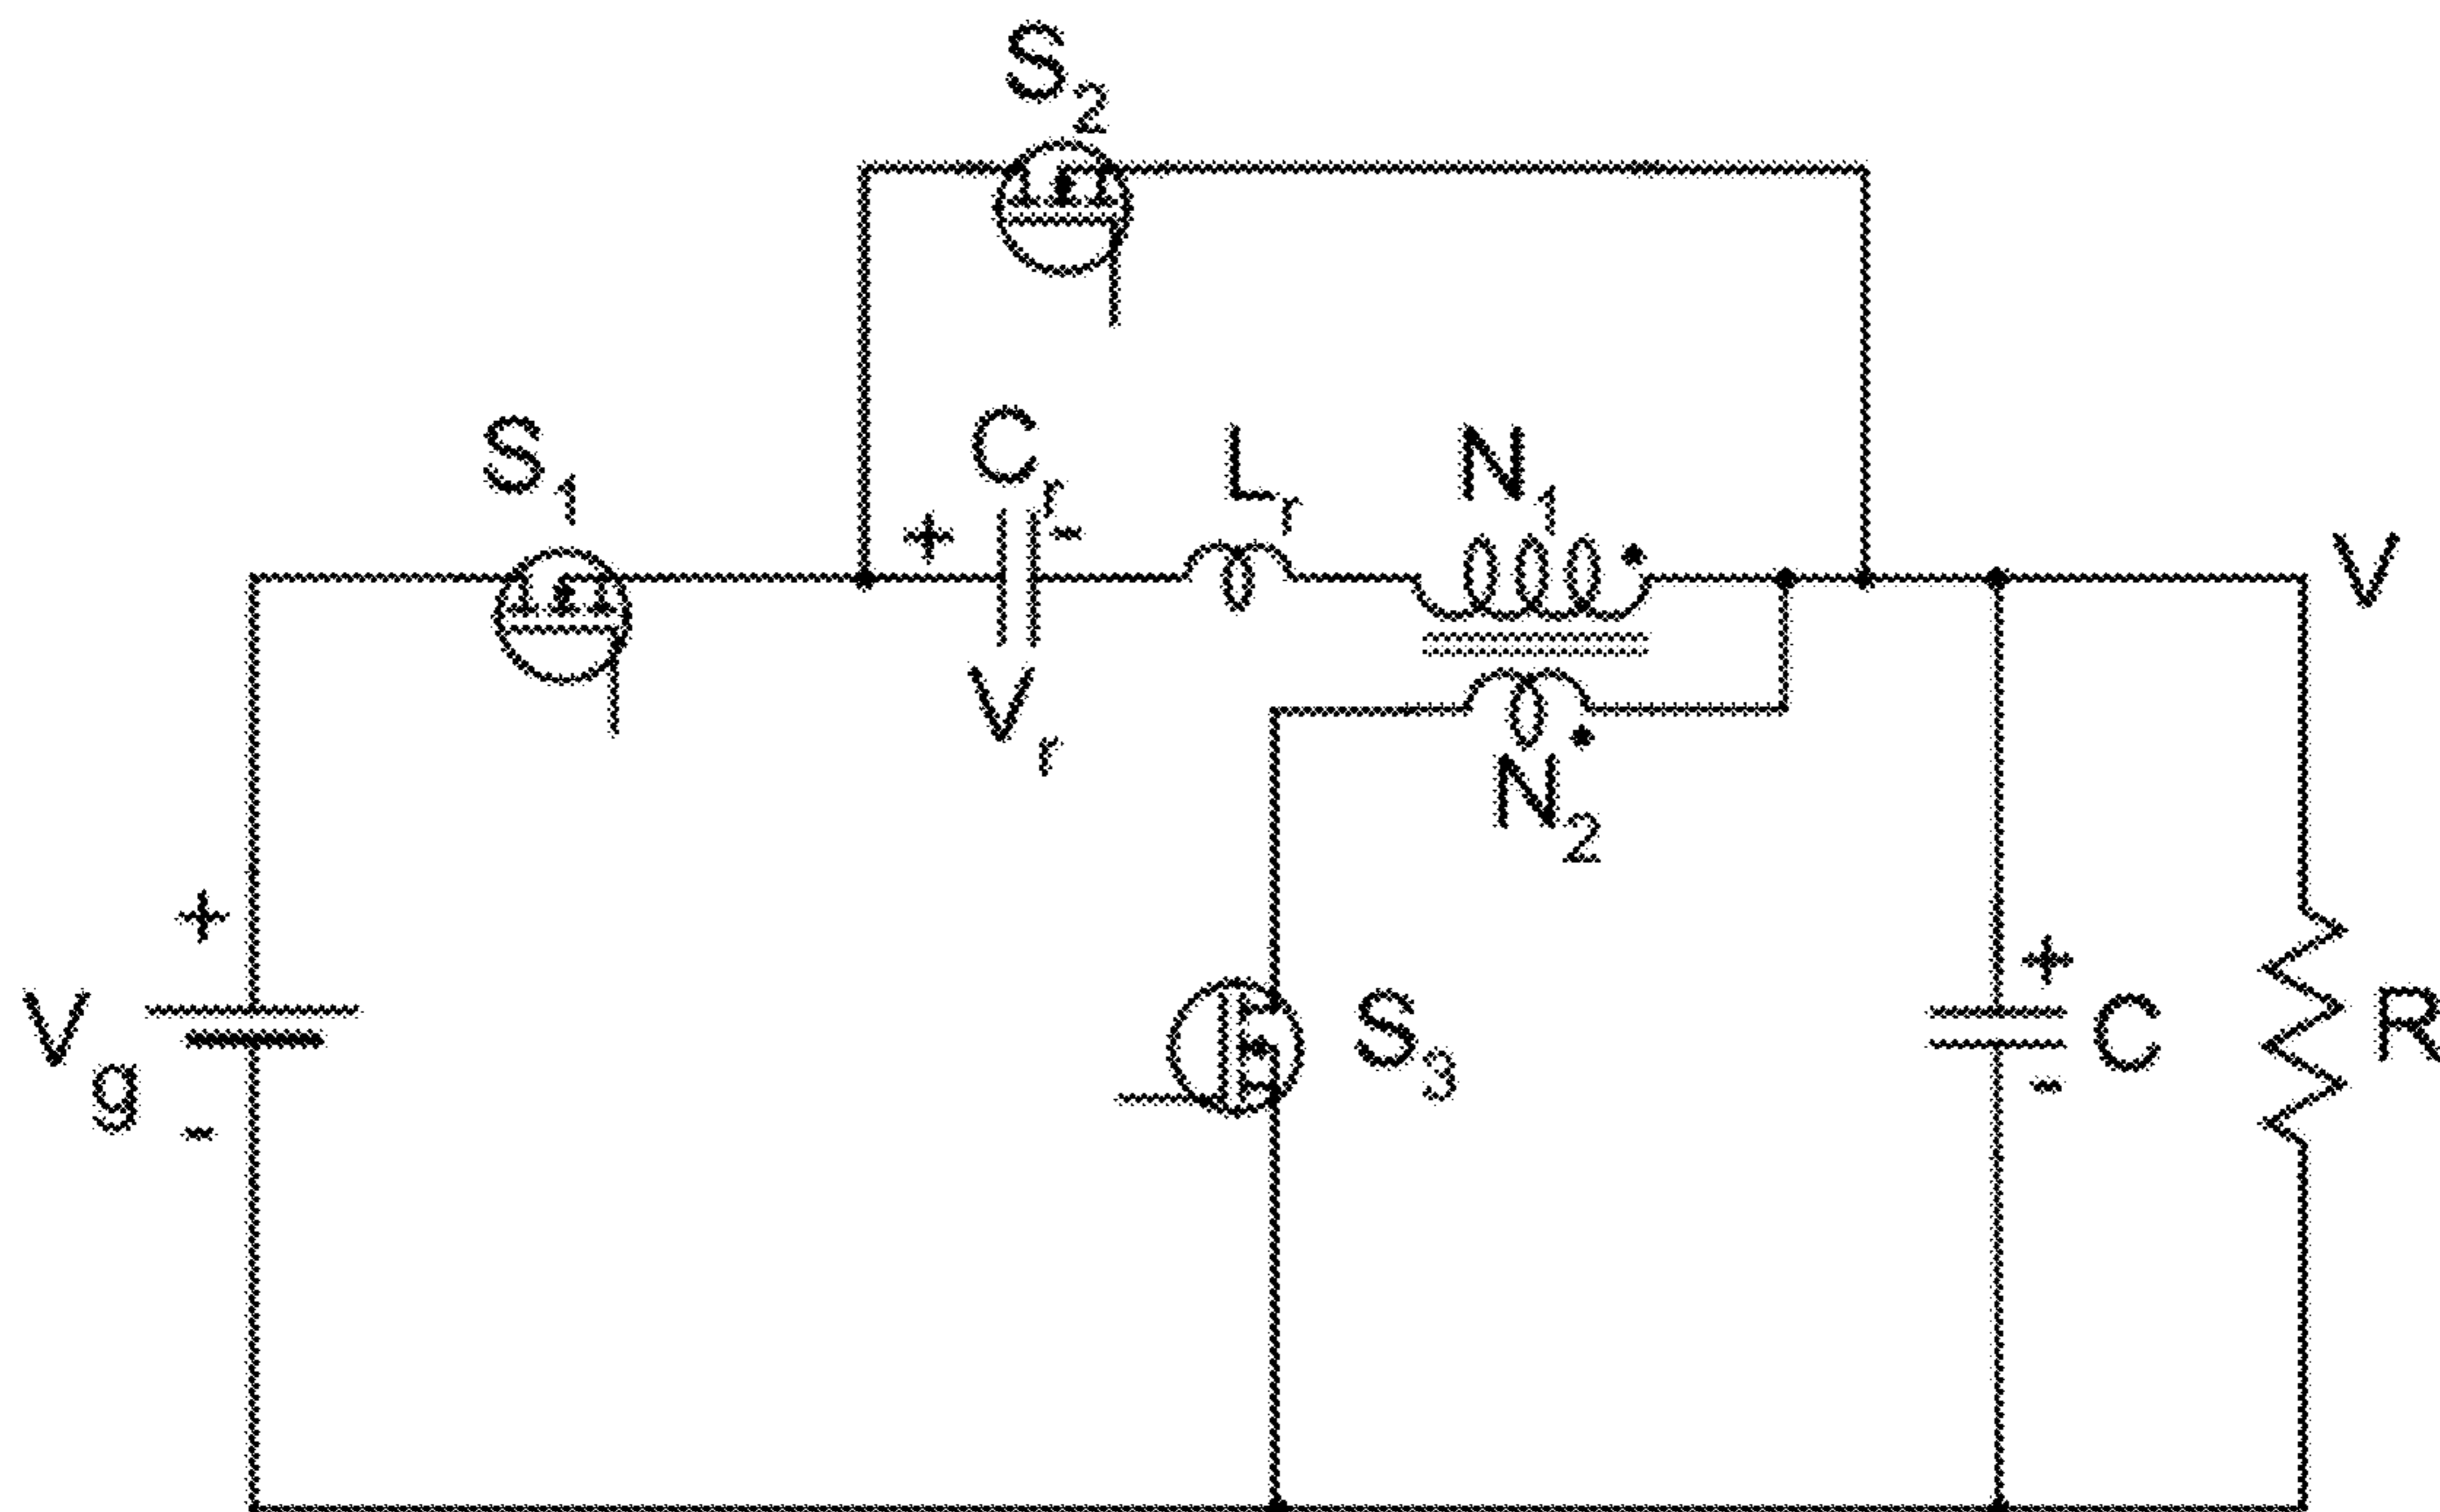 S2
S1
Cr
Lr
N1
V
+
-
Vr
N2
+
Vg
-
S3
+
C
-
R